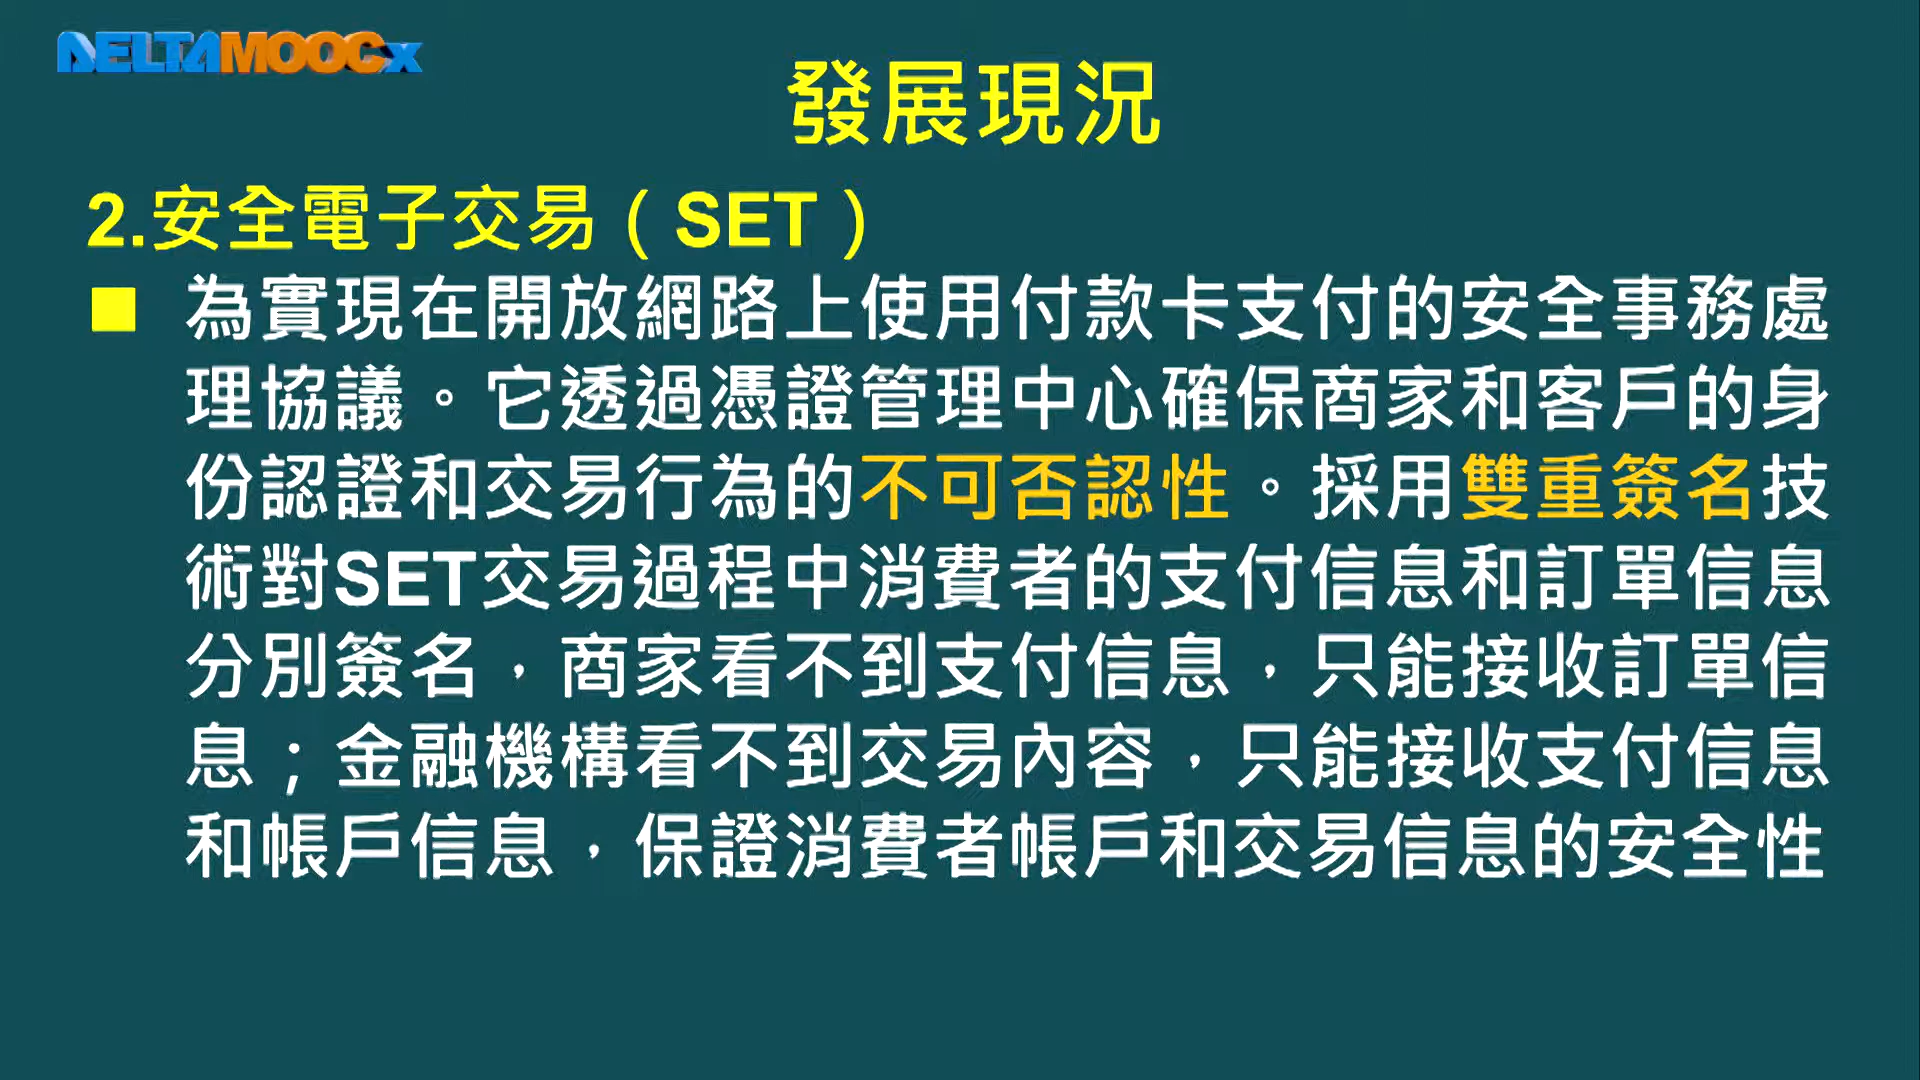 DELTAMOOCx
發展現況
2.安全電子交易（SET）
為實現在開放網路上使用付款卡支付的安全事務處
理協議。它透過憑證管理中心確保商家和客戶的身
份認證和交易行為的不可否認性。採用雙重簽名技
術對SET交易過程中消費者的支付信息和訂單信息
分別簽名，商家看不到支付信息，只能接收訂單信
息；金融機構看不到交易內容，只能接收支付信息
和帳戶信息，保證消費者帳戶和交易信息的安全性